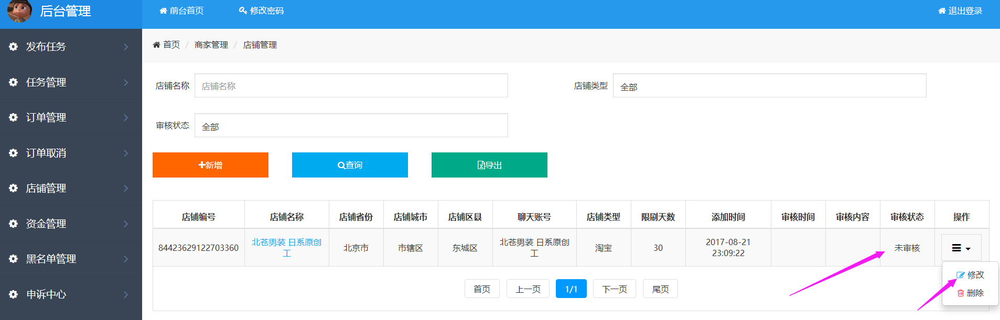 后台管理
前台首页
修改密码
退出登录
发布任务
任务管理
订单管理
订单取消
店铺管理
资金管理
黑名单管理
申诉中心
首页 / 商家管理 / 店铺管理
店铺名称 店铺名称
店铺类型 全部
审核状态 全部
新增
查询
导出
店铺编号 店铺名称 店铺省份 店铺城市 店铺区县 聊天账号 店铺类型 限刷天数 添加时间 审核时间 审核内容 审核状态 操作
84423629122703360
北苍男装 日系原创
工
北京市
市辖区
东城区
北苍男装 日系原创
工
淘宝
30
2017-08-21
23:09:22
未审核
修改
删除
首页 上一页 1/1 下一页 尾页